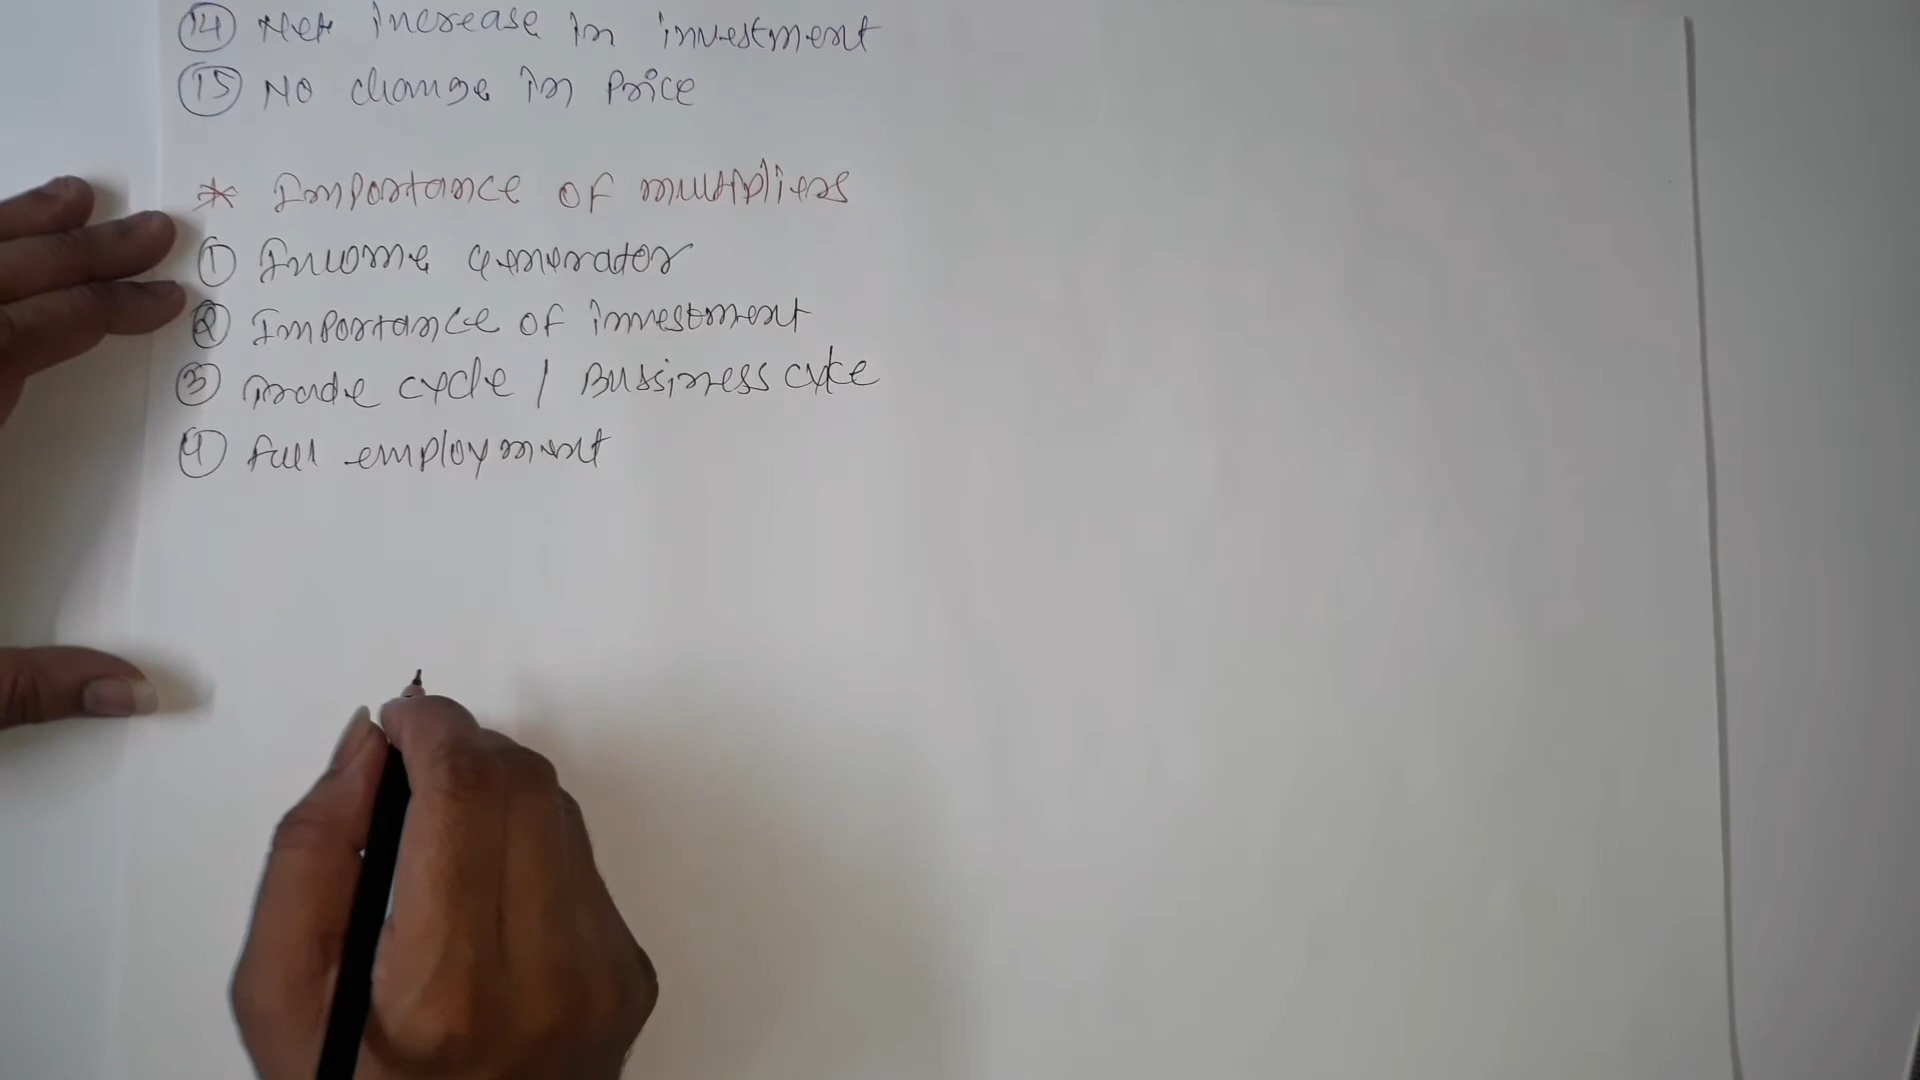 14 Net increase in investment
15 No change in Price
* Importance of multipliers
1 Income Generator
2 Importance of investment
3 Trade cycle / Bussiness cycle
4 full employment